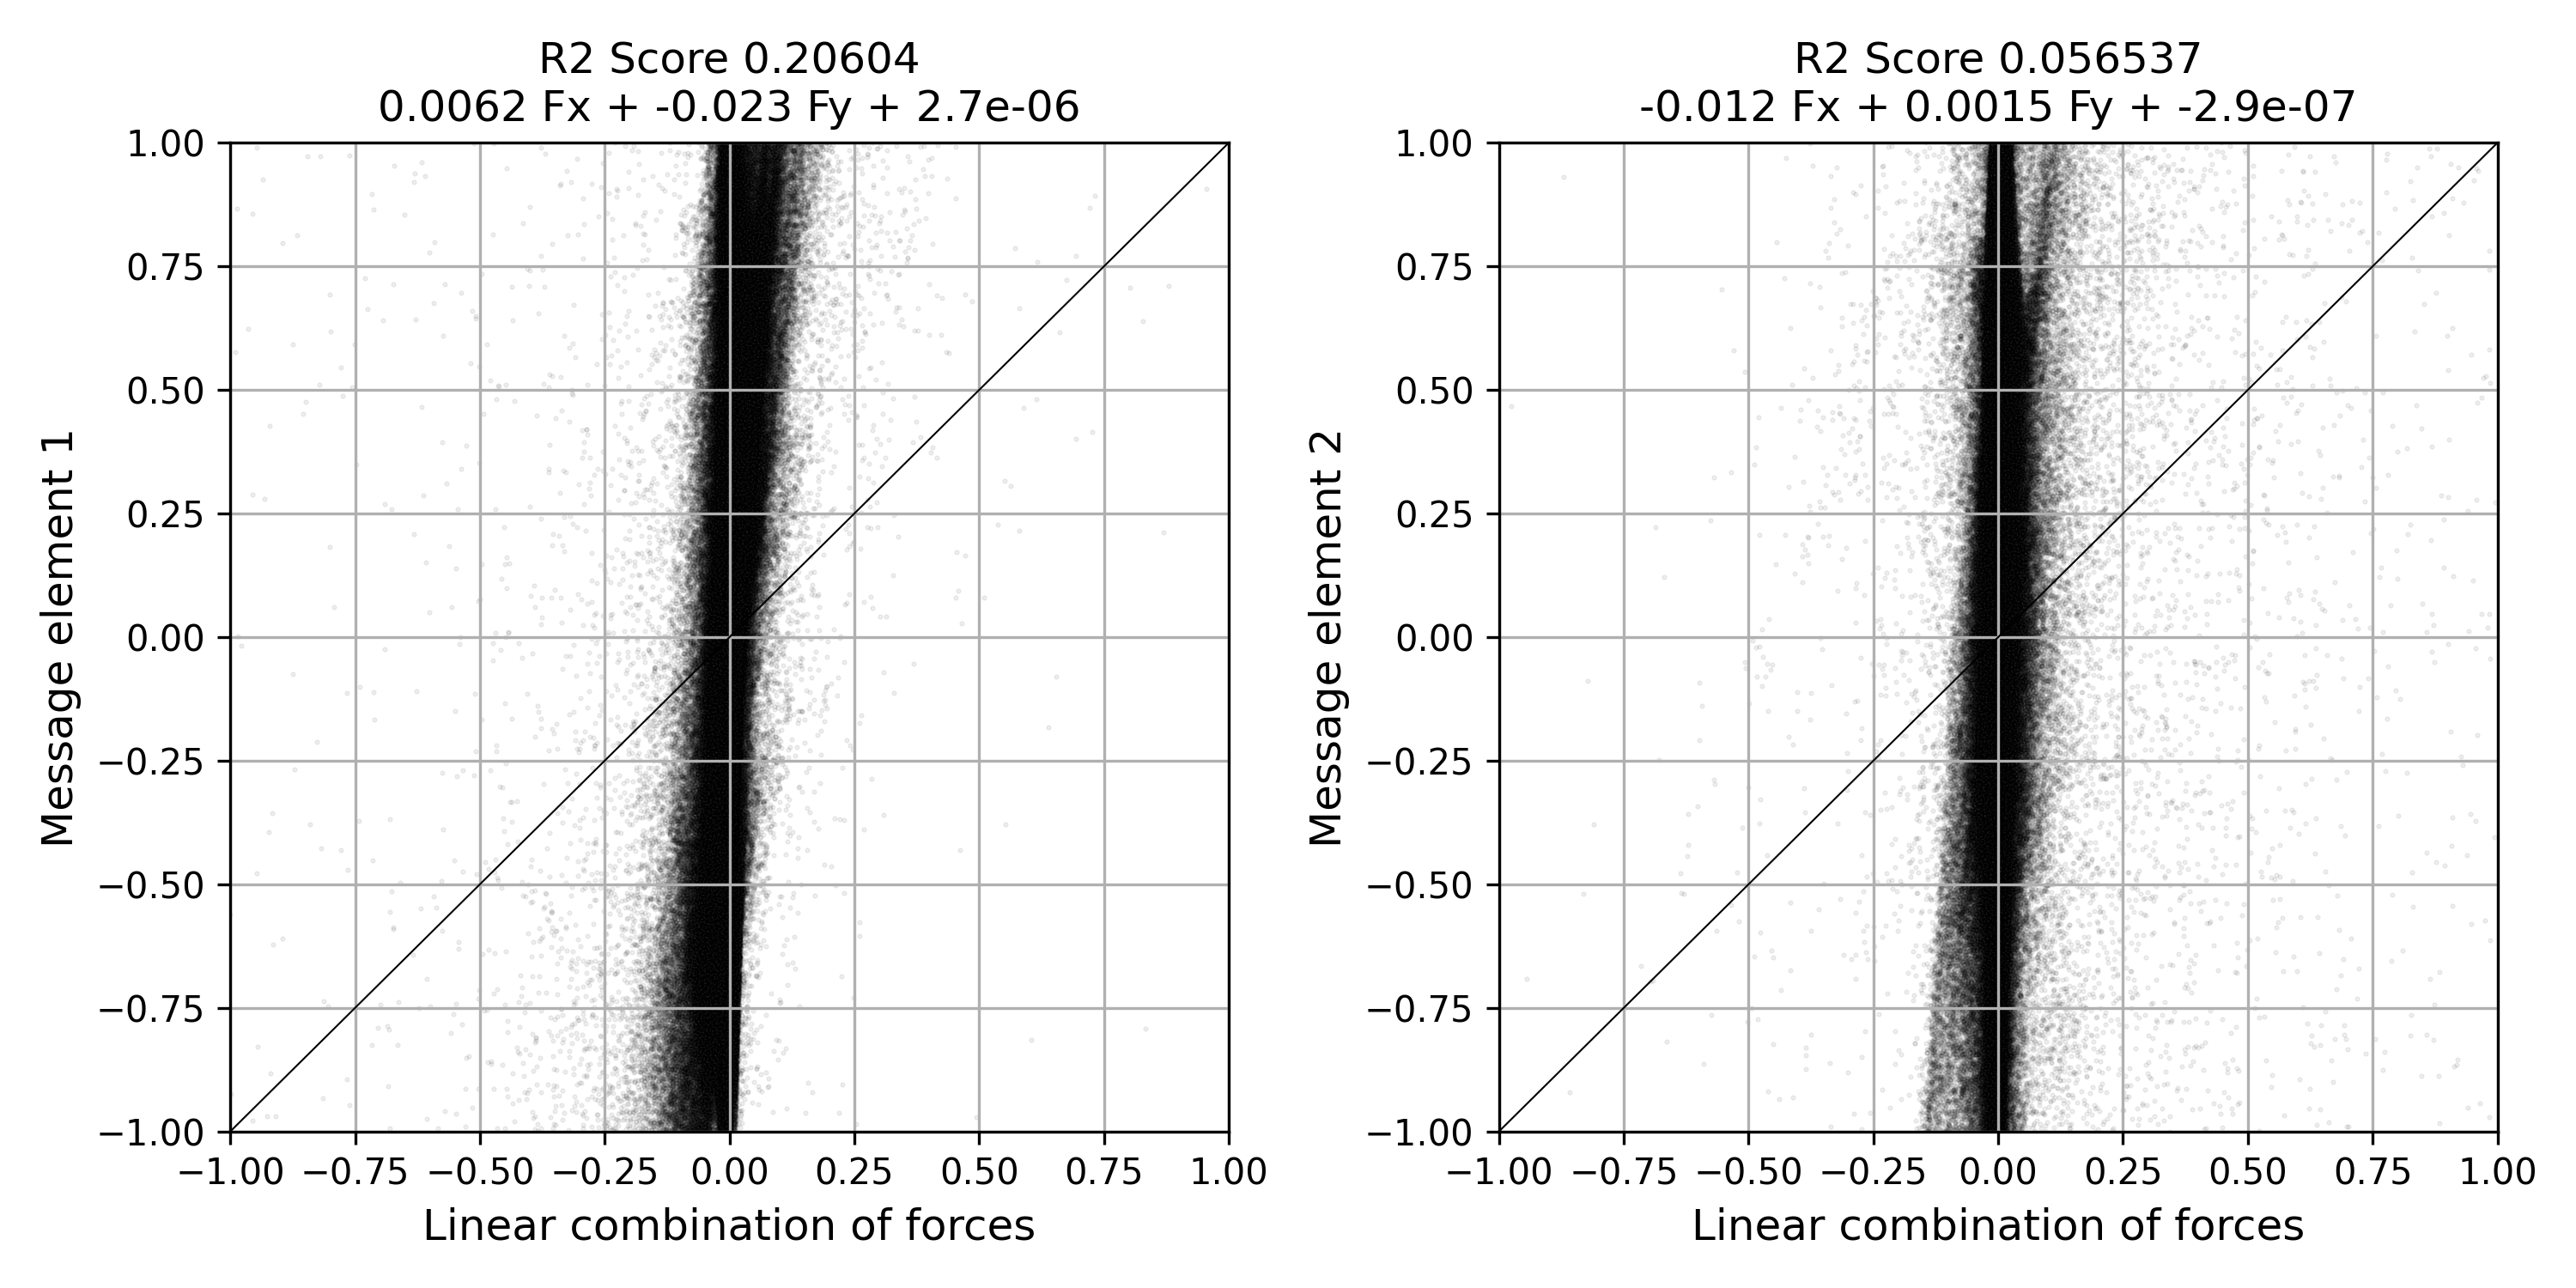 R2 Score 0.20604
0.0062 Fx + -0.023 Fy + 2.7e-06
1.00
0.75
0.50
0.25
0.00
−0.25
−0.50
−0.75
−1.00
Message element 1
−1.00 −0.75 −0.50 −0.25 0.00 0.25 0.50 0.75 1.00
Linear combination of forces
R2 Score 0.056537
-0.012 Fx + 0.0015 Fy + -2.9e-07
1.00
0.75
0.50
0.25
0.00
−0.25
−0.50
−0.75
−1.00
Message element 2
−1.00 −0.75 −0.50 −0.25 0.00 0.25 0.50 0.75 1.00
Linear combination of forces